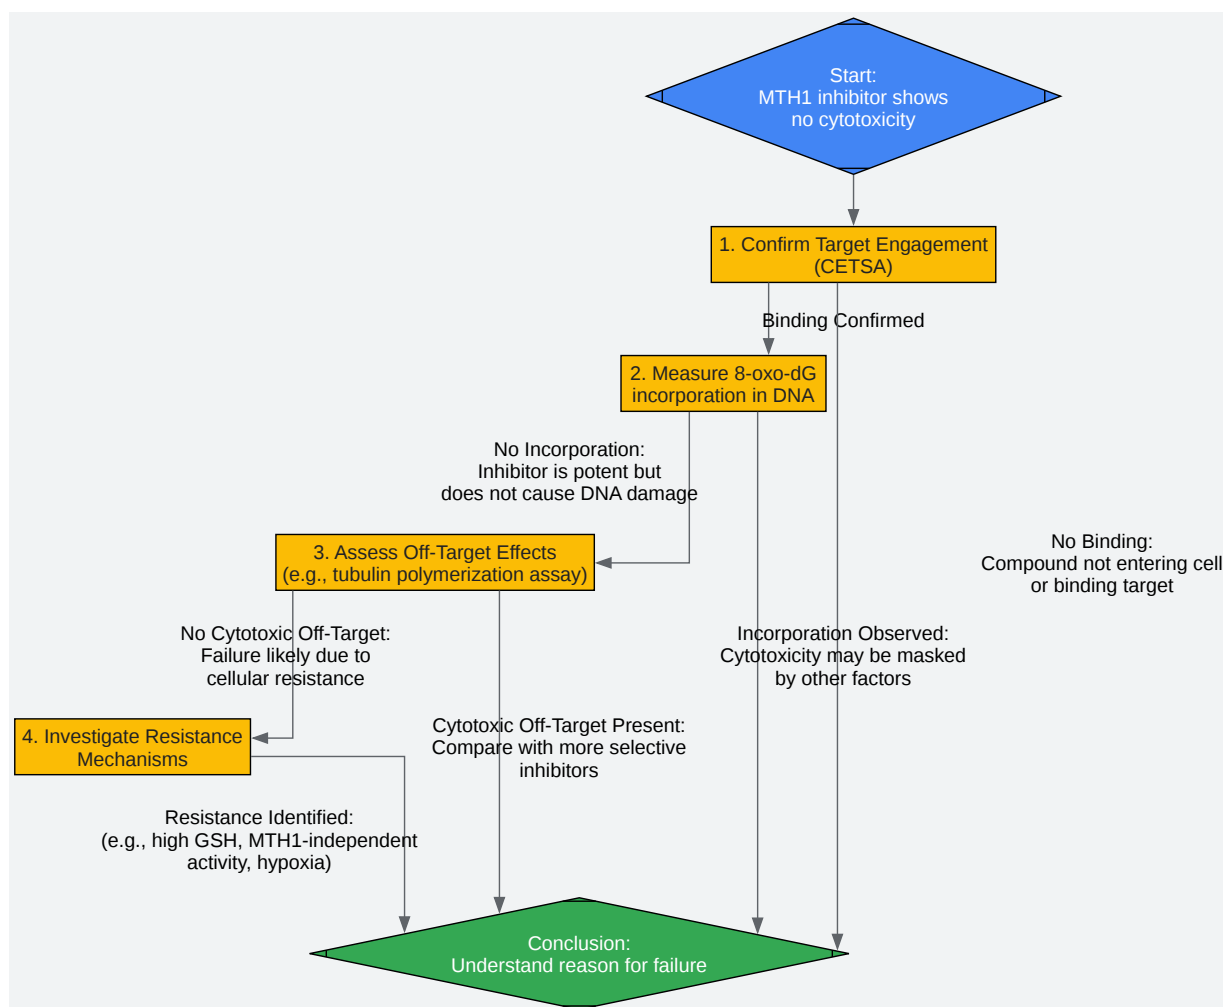 Start:
MTH1 inhibitor shows
no cytotoxicity
1. Confirm Target Engagement
(CETSA)
Binding Confirmed
2. Measure 8-oxo-dG
incorporation in DNA
No Incorporation:
Inhibitor is potent but
does not cause DNA damage
3. Assess Off-Target Effects
(e.g., tubulin polymerization assay)
No Binding:
Compound not entering cell
or binding target
No Cytotoxic Off-Target:
Failure likely due to
cellular resistance
Incorporation Observed:
Cytotoxicity may be masked
by other factors
4. Investigate Resistance
Mechanisms
Cytotoxic Off-Target Present:
Compare with more selective
inhibitors
Resistance Identified:
(e.g., high GSH, MTH1-independent
activity, hypoxia)
Conclusion:
Understand reason for failure